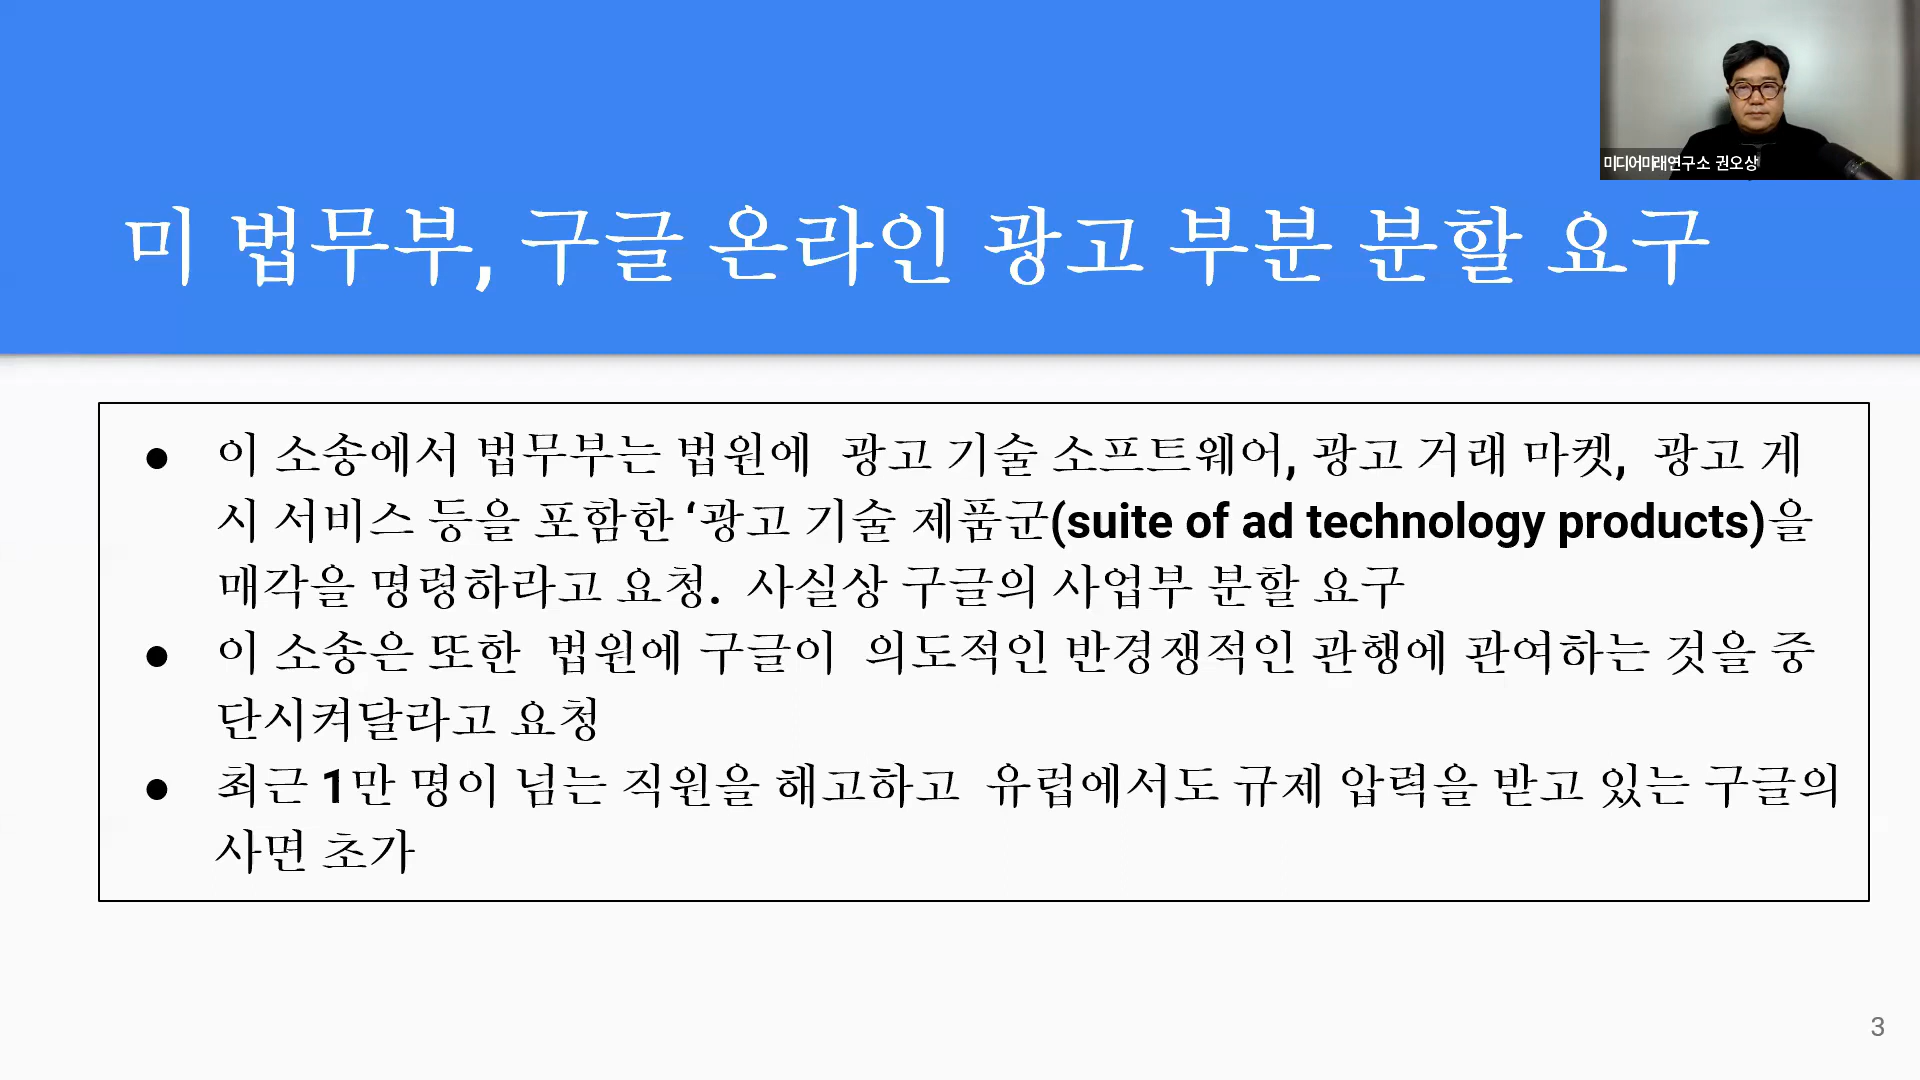 미디어미래연구소 권오상
미 법무부, 구글 온라인 광고 부분 분할 요구
● 이 소송에서 법무부는 법원에 광고 기술 소프트웨어, 광고 거래 마켓, 광고 게
시 서비스 등을 포함한 ‘광고 기술 제품군(suite of ad technology products)을
매각을 명령하라고 요청. 사실상 구글의 사업부 분할 요구
● 이 소송은 또한 법원에 구글이 의도적인 반경쟁적인 관행에 관여하는 것을 중
단시켜달라고 요청
● 최근 1만 명이 넘는 직원을 해고하고 유럽에서도 규제 압력을 받고 있는 구글의
사면 초가
3